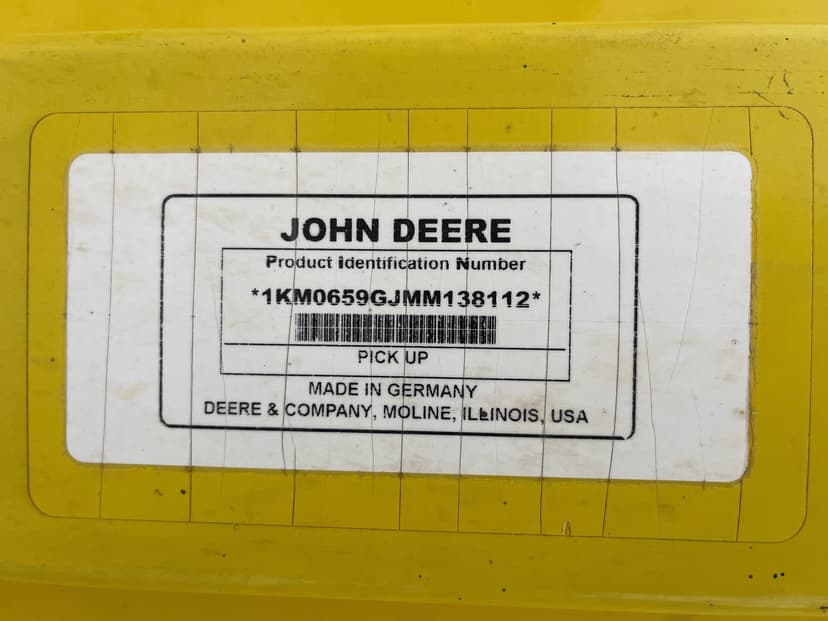 JOHN DEERE
Product Identification Number
*1KM0659GJMM138112*
PICK UP
MADE IN GERMANY
DEERE & COMPANY, MOLINE, ILLINOIS, USA